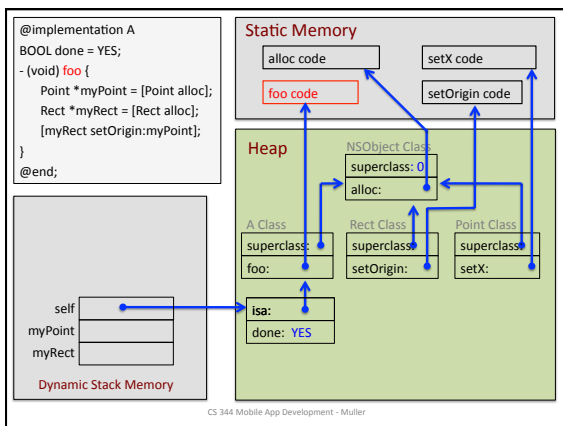 @implementation A
BOOL done = YES;
- (void) foo {
Point *myPoint = [Point alloc];
Rect *myRect = [Rect alloc];
[myRect setOrigin:myPoint];
}
@end;
Static Memory
alloc code
setX code
foo code
setOrigin code
Heap
NSObject Class
superclass: 0
alloc:
A Class
superclass:
foo:
Rect Class
superclass:
setOrigin:
Point Class
superclass:
setX:
isa:
done: YES
self
myPoint
myRect
Dynamic Stack Memory
CS 344 Mobile App Development - Muller